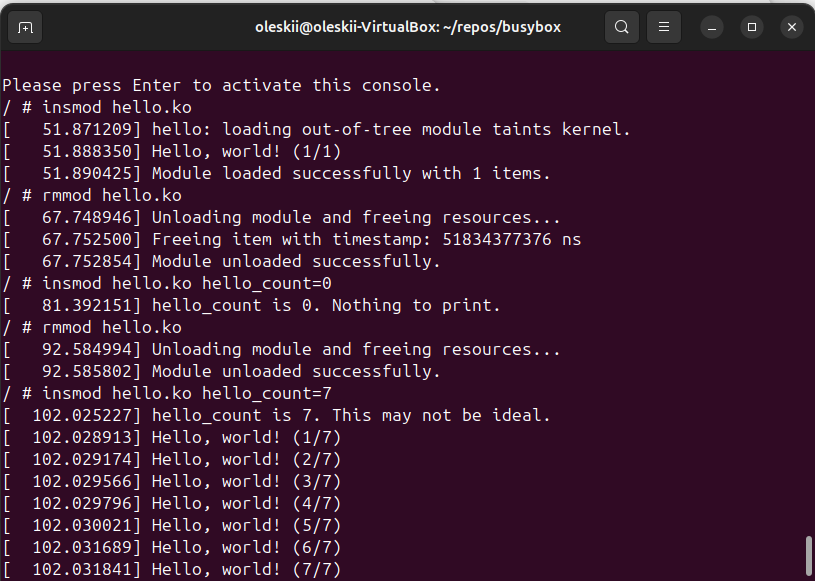 oleskii@oleskii-VirtualBox: ~/repos/busybox
Please press Enter to activate this console.
/ # insmod hello.ko
[   51.871209] hello: loading out-of-tree module taints kernel.
[   51.888350] Hello, world! (1/1)
[   51.890425] Module loaded successfully with 1 items.
/ # rmmod hello.ko
[   67.748946] Unloading module and freeing resources...
[   67.752500] Freeing item with timestamp: 51834377376 ns
[   67.752854] Module unloaded successfully.
/ # insmod hello.ko hello_count=0
[   81.392151] hello_count is 0. Nothing to print.
/ # rmmod hello.ko
[   92.584994] Unloading module and freeing resources...
[   92.585802] Module unloaded successfully.
/ # insmod hello.ko hello_count=7
[  102.025227] hello_count is 7. This may not be ideal.
[  102.028913] Hello, world! (1/7)
[  102.029174] Hello, world! (2/7)
[  102.029566] Hello, world! (3/7)
[  102.029796] Hello, world! (4/7)
[  102.030021] Hello, world! (5/7)
[  102.031689] Hello, world! (6/7)
[  102.031841] Hello, world! (7/7)